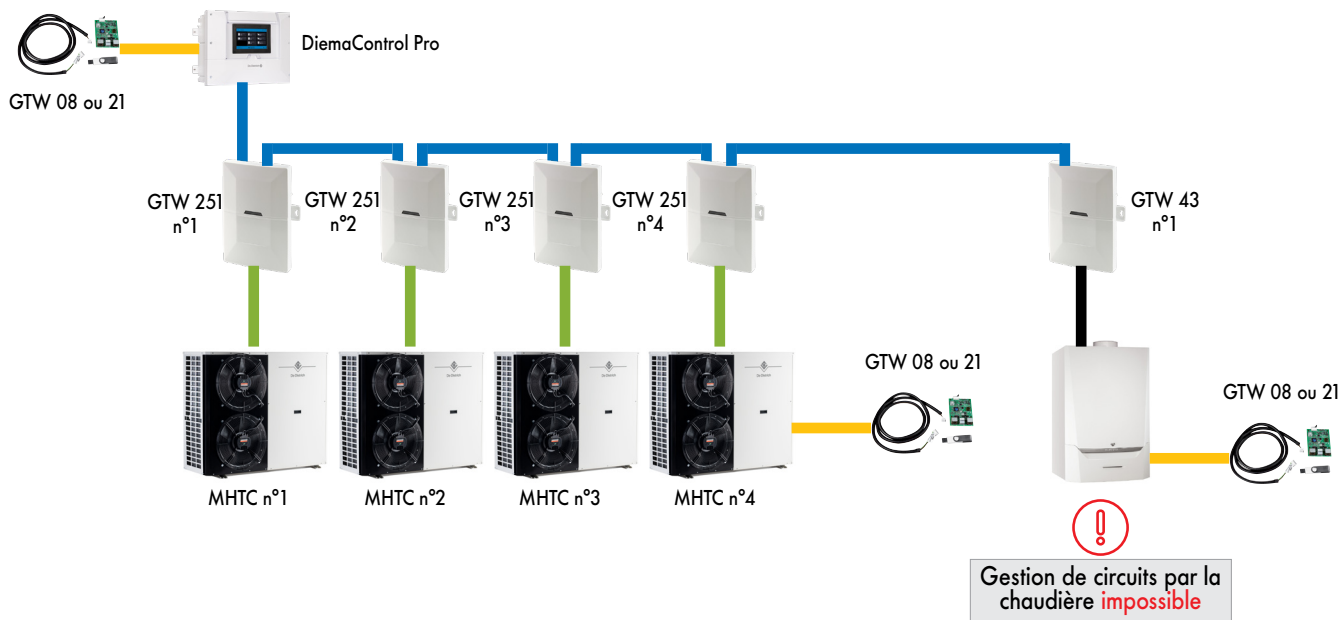 DiemaControl Pro
GTW 08 ou 21
GTW 251
n°1
GTW 251
n°2
GTW 251
n°3
GTW 251
n°4
GTW 43
n°1
GTW 08 ou 21
GTW 08 ou 21
MHTC n°1
MHTC n°2
MHTC n°3
MHTC n°4
Gestion de circuits par la
chaudière impossible